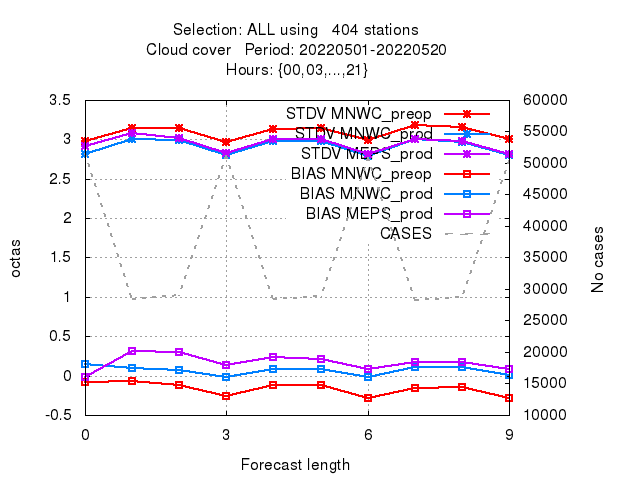 Selection: ALL using   404 stations
Cloud cover   Period: 20220501-20220520
Hours: {00,03,...,21}
3.5
3
2.5
2
1.5
1
0.5
0
-0.5
octas
STDV MNWC_preop
STDV MNWC_prod
STDV MEPS_prod
BIAS MNWC_preop
BIAS MNWC_prod
BIAS MEPS_prod
CASES
60000
55000
50000
45000
40000
35000
30000
25000
20000
15000
10000
No cases
0 3 6 9
Forecast length